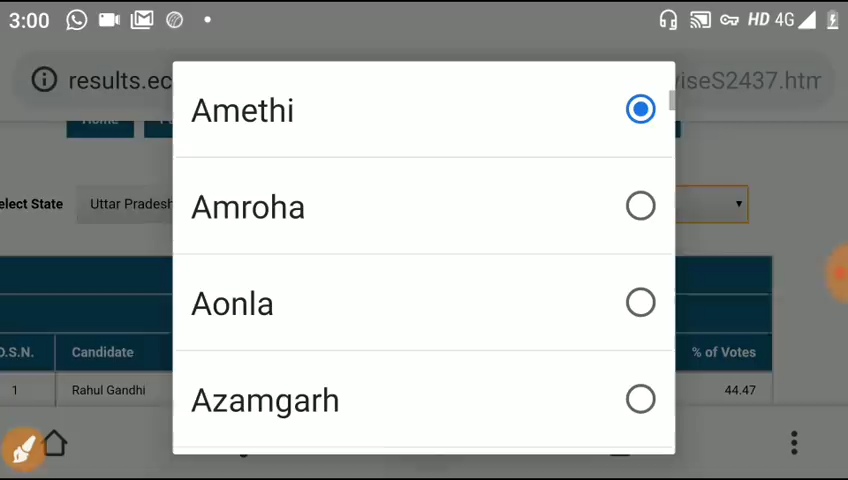 3:00 HD 4G
results.ec viseS2437.htm
Amethi
elect State Uttar Pradesh
Amroha
Aonla
O.S.N. Candidate % of Votes
1 Rahul Gandhi 44.47
Azamgarh